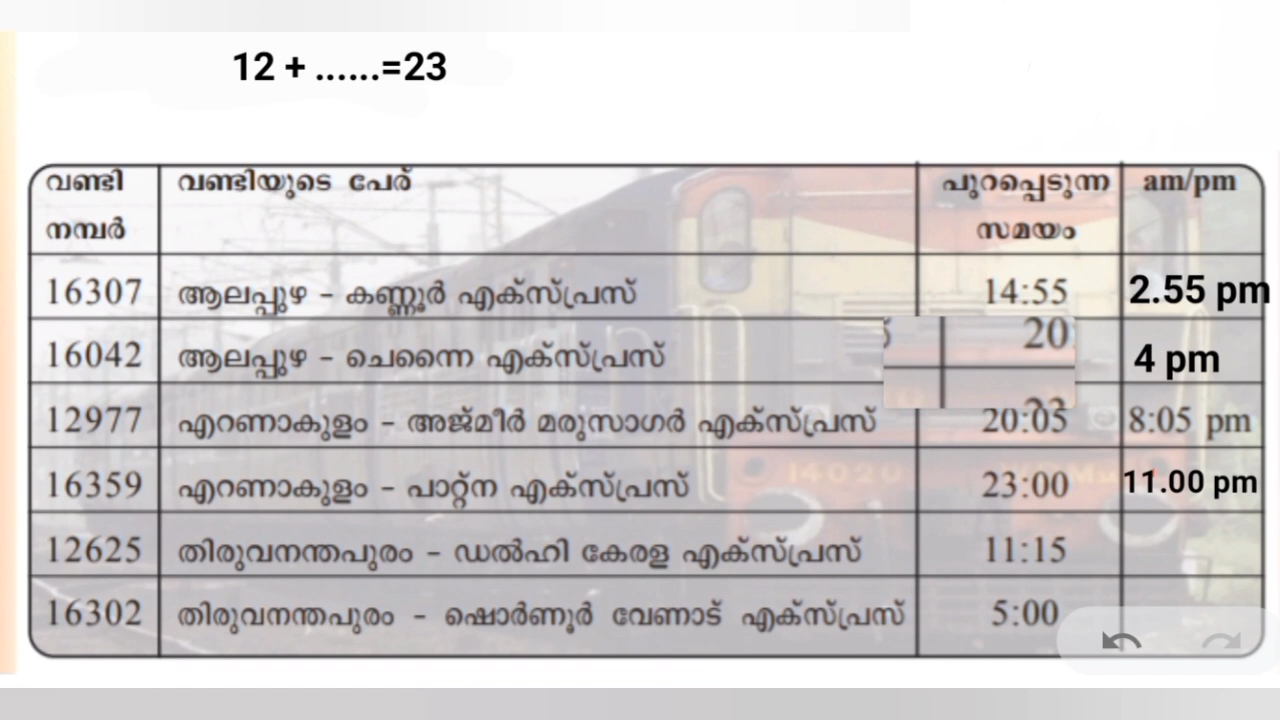 12 + ......=23
വണ്ടി നമ്പർ വണ്ടിയുടെ പേര് പുറപ്പെടുന്ന സമയം am/pm
16307 ആലപ്പുഴ - കണ്ണൂർ എക്സ്പ്രസ് 14:55 2.55 pm
16042 ആലപ്പുഴ - ചെന്നൈ എക്സ്പ്രസ് 20 4 pm
12977 എറണാകുളം - അജ്മീർ മരുസാഗർ എക്സ്പ്രസ് 20:05 8:05 pm
16359 എറണാകുളം - പാറ്റ്ന എക്സ്പ്രസ് 23:00 11.00 pm
12625 തിരുവനന്തപുരം - ഡൽഹി കേരള എക്സ്പ്രസ് 11:15
16302 തിരുവനന്തപുരം - ഷൊർണൂർ വേണാട് എക്സ്പ്രസ് 5:00